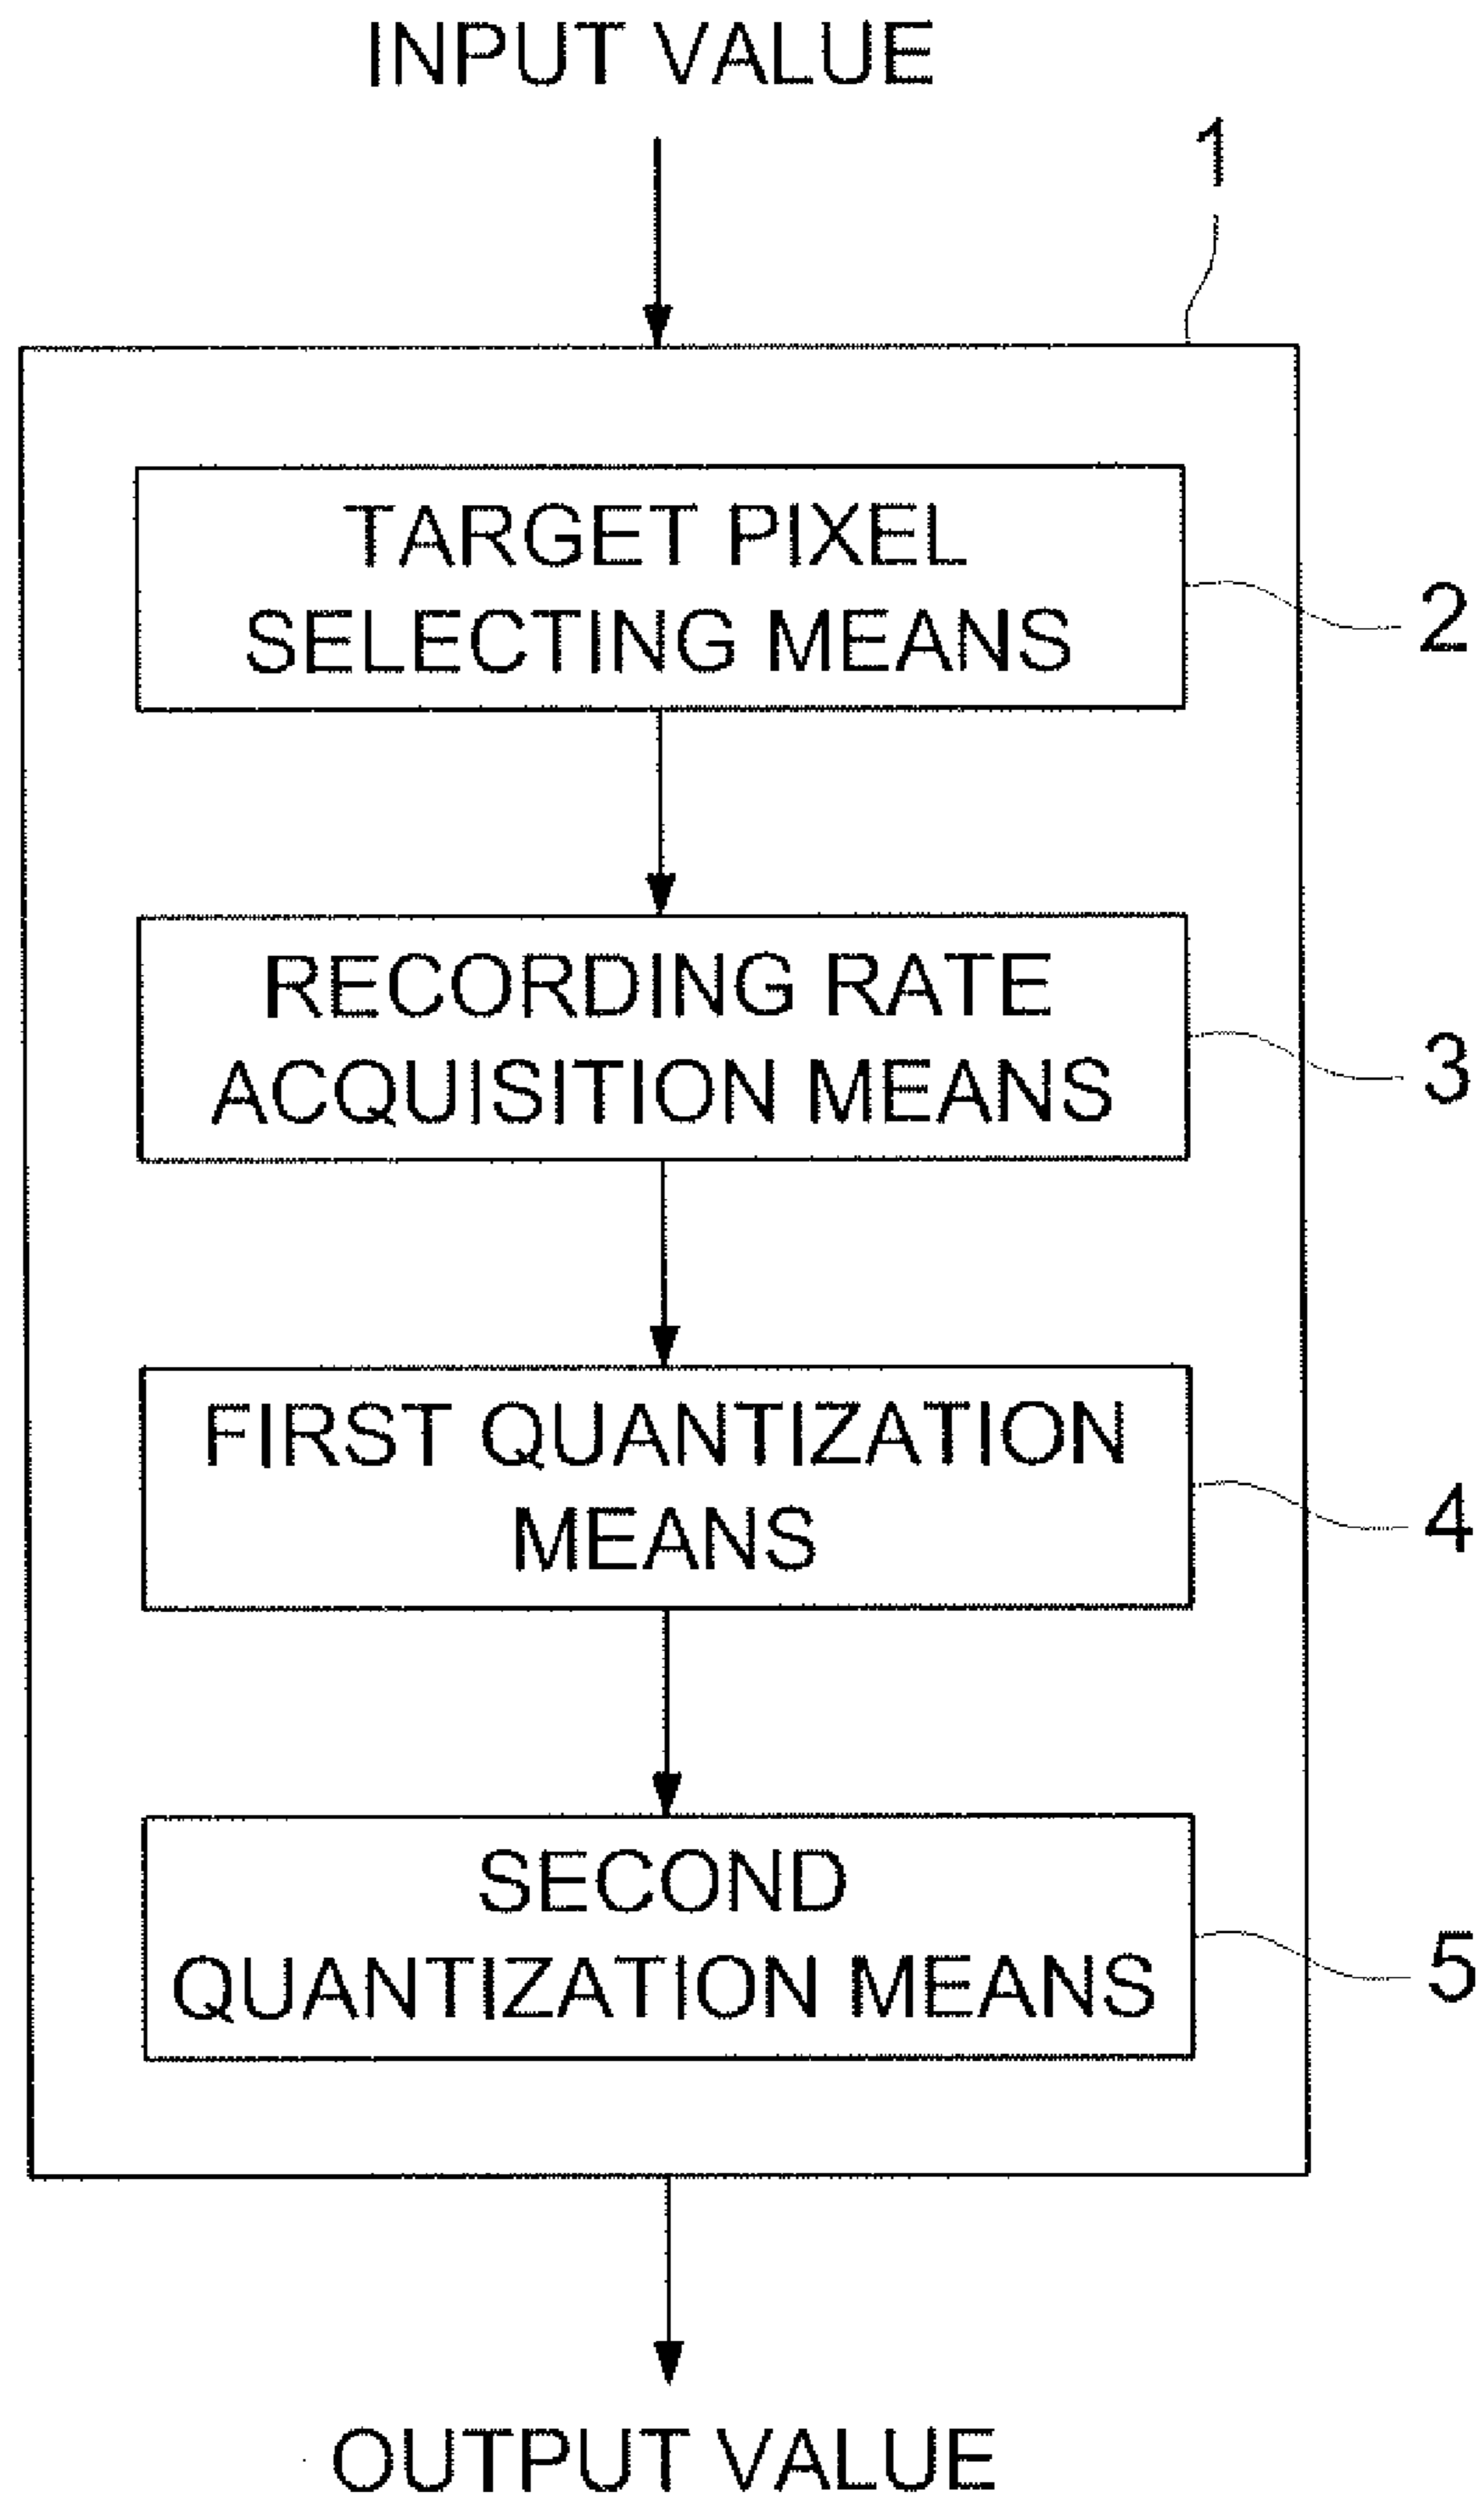 INPUT VALUE
1
TARGET PIXEL
SELECTING MEANS
2
RECORDING RATE
ACQUISITION MEANS
3
FIRST QUANTIZATION
MEANS
4
SECOND
QUANTIZATION MEANS
5
OUTPUT VALUE